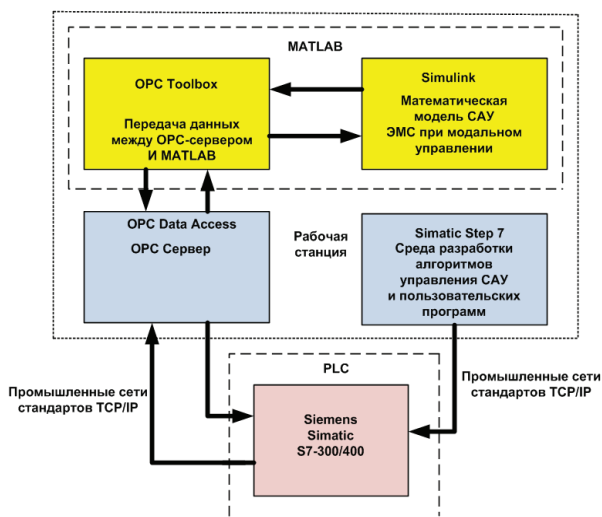 MATLAB
OPC Toolbox
Передача данных
между ОРС-сервером
И MATLAB
Simulink
Математическая
модель САУ
ЭМС при модальном
управлении
OPC Data Access
ОРС Сервер
Рабочая
станция
Simatic Step 7
Среда разработки
алгоритмов
управления САУ
и пользовательских
программ
Промышленные сети
стандартов TCP/IP
PLC
Siemens
Simatic
S7-300/400
Промышленные сети
стандартов TCP/IP